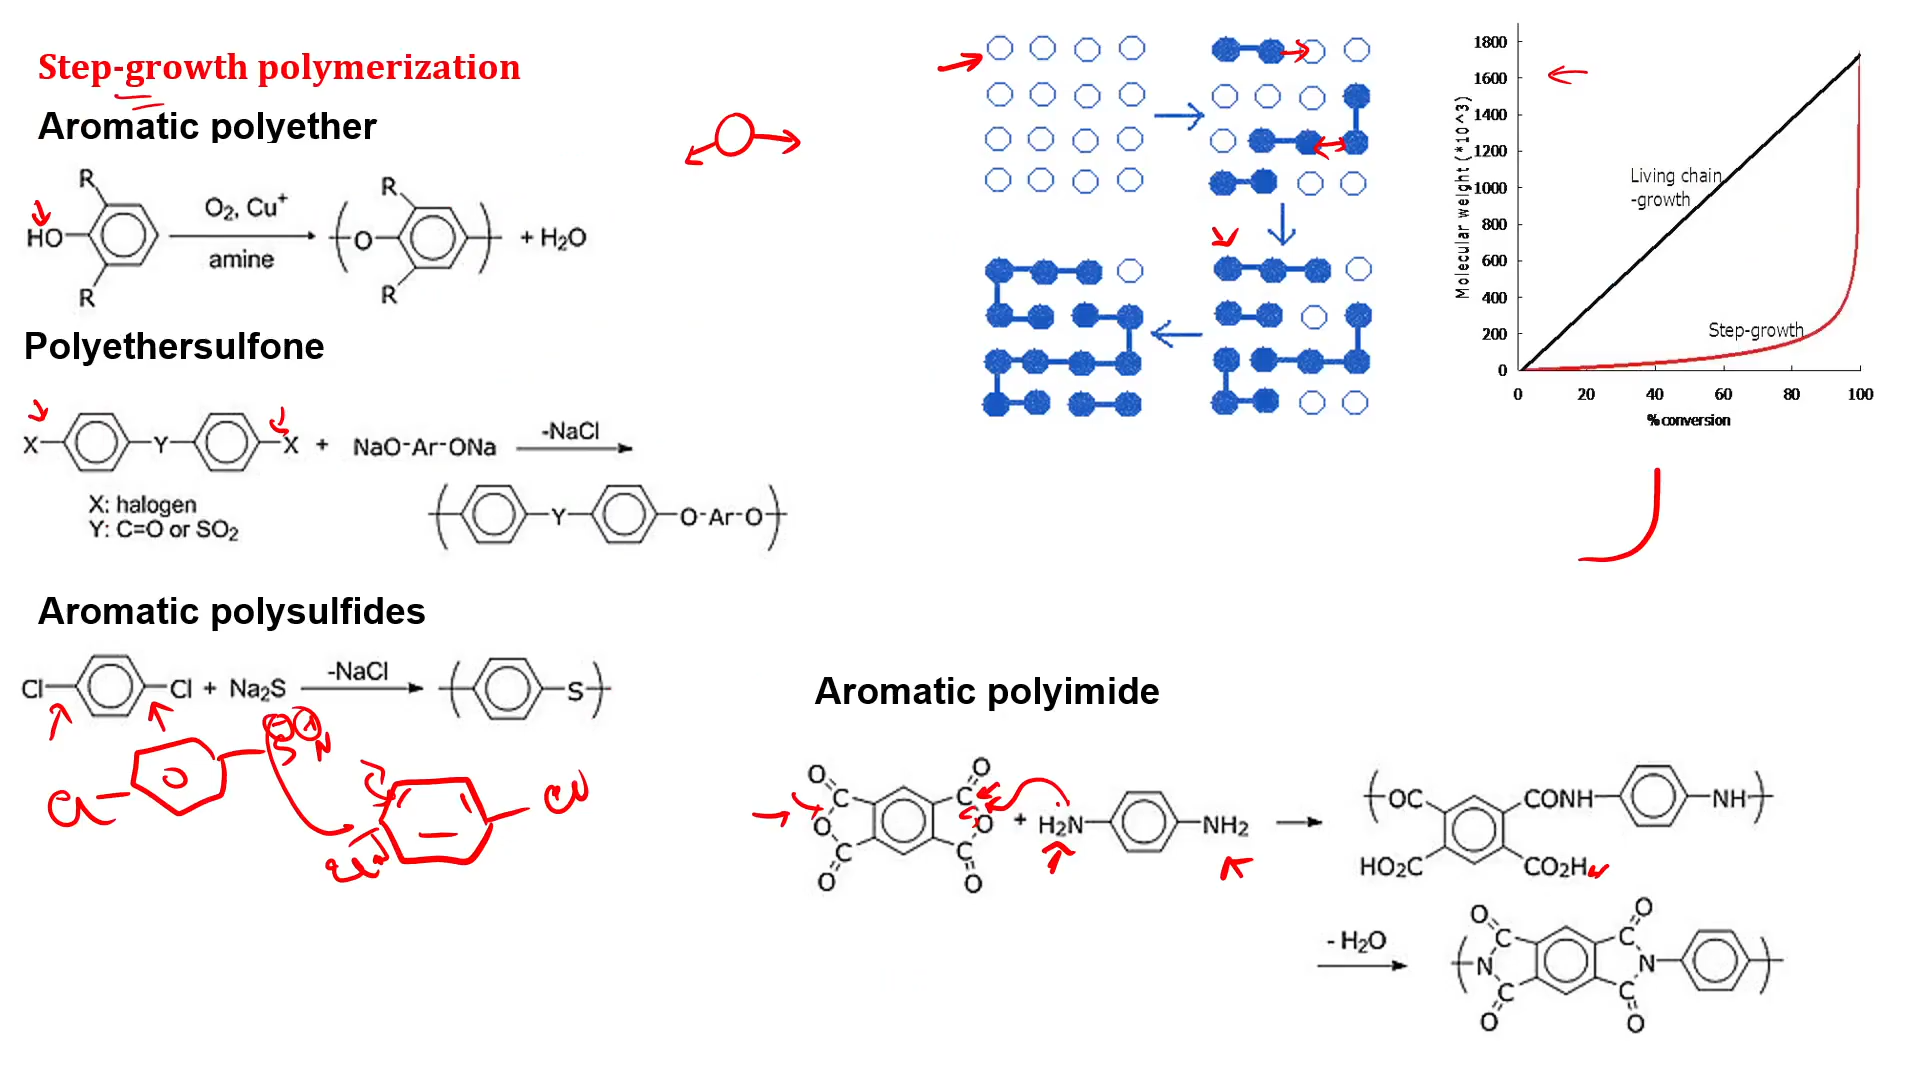 Step-growth polymerization
Aromatic polyether
R
HO
R
O₂, Cu⁺
amine
O
R
R
+ H₂O
Polyethersulfone
X
Y
X
+
NaO-Ar-ONa
-NaCl
X: halogen
Y: C=O or SO₂
Y
O-Ar-O
Aromatic polysulfides
Cl
Cl + Na₂S
-NaCl
S
Cl
S
Cl
Molecular weight (*10^3)
1800
1600
1400
1200
1000
800
600
400
200
0
Living chain
-growth
Step-growth
0 20 40 60 80 100
%conversion
Aromatic polyimide
O O
C C
O O
C C
O O
+ H₂N
NH₂
OC
CONH
NH
HO2C
CO2H
- H₂O
O O
C C
N N
C C
O O